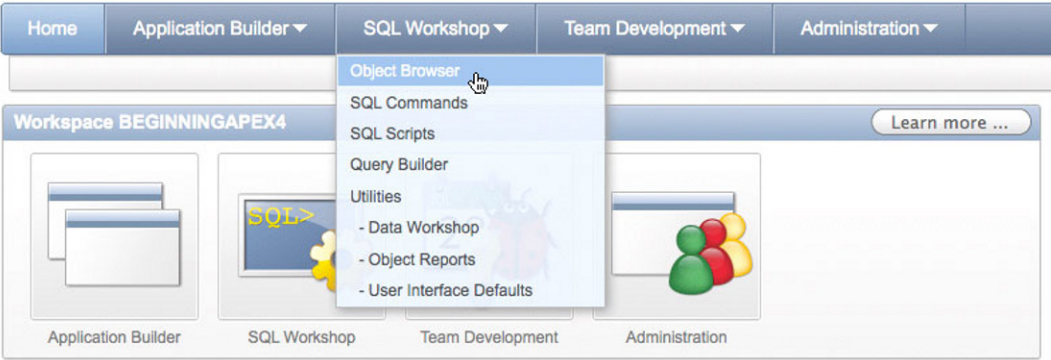 Home Application Builder SQL Workshop Team Development Administration
Object Browser
SQL Commands
Workspace BEGINNINGAPEX4 Learn more ...
SQL Scripts
Query Builder
Utilities
SQL>
- Data Workshop
- Object Reports
- User Interface Defaults
Application Builder SQL Workshop Team Development Administration